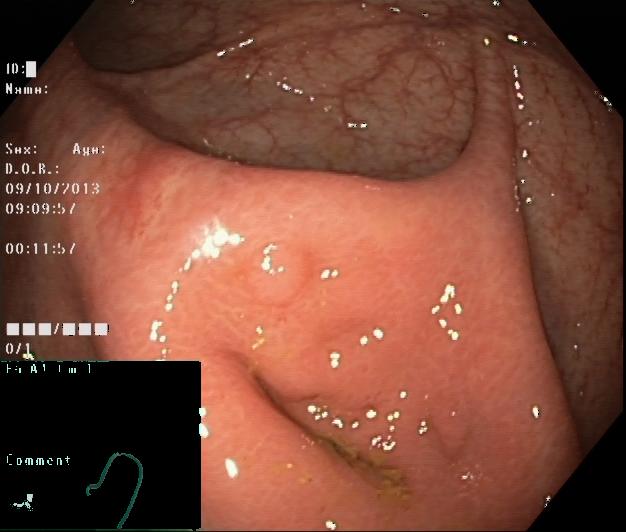 ID:
Name:
Sex: Age:
D.O.R.:
09/10/2013
09:09:57
00:11:57
0/1
Comment